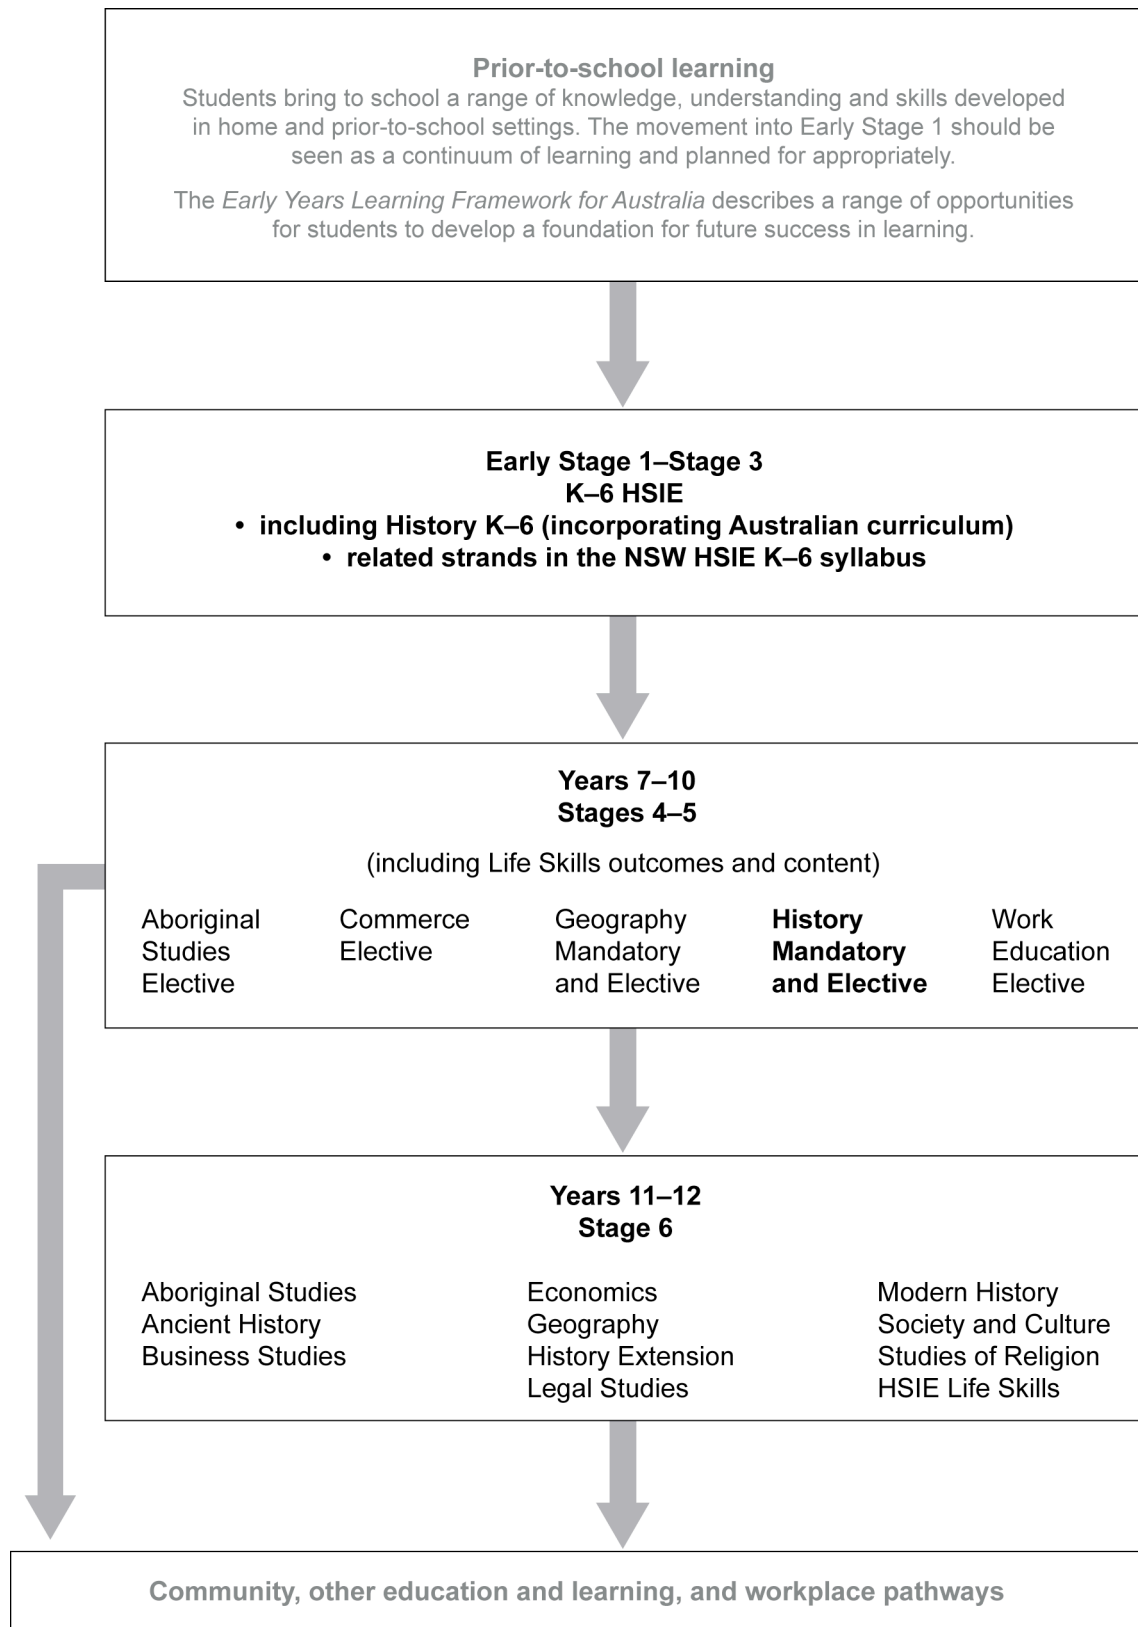 Prior-to-school learning
Students bring to school a range of knowledge, understanding and skills developed
in home and prior-to-school settings. The movement into Early Stage 1 should be
seen as a continuum of learning and planned for appropriately.
The Early Years Learning Framework for Australia describes a range of opportunities
for students to develop a foundation for future success in learning.
Early Stage 1–Stage 3
K–6 HSIE
• including History K–6 (incorporating Australian curriculum)
• related strands in the NSW HSIE K–6 syllabus
Years 7–10
Stages 4–5
(including Life Skills outcomes and content)
Aboriginal
Studies
Elective
Commerce
Elective
Geography
Mandatory
and Elective
History
Mandatory
and Elective
Work
Education
Elective
Years 11–12
Stage 6
Aboriginal Studies
Ancient History
Business Studies
Economics
Geography
History Extension
Legal Studies
Modern History
Society and Culture
Studies of Religion
HSIE Life Skills
Community, other education and learning, and workplace pathways